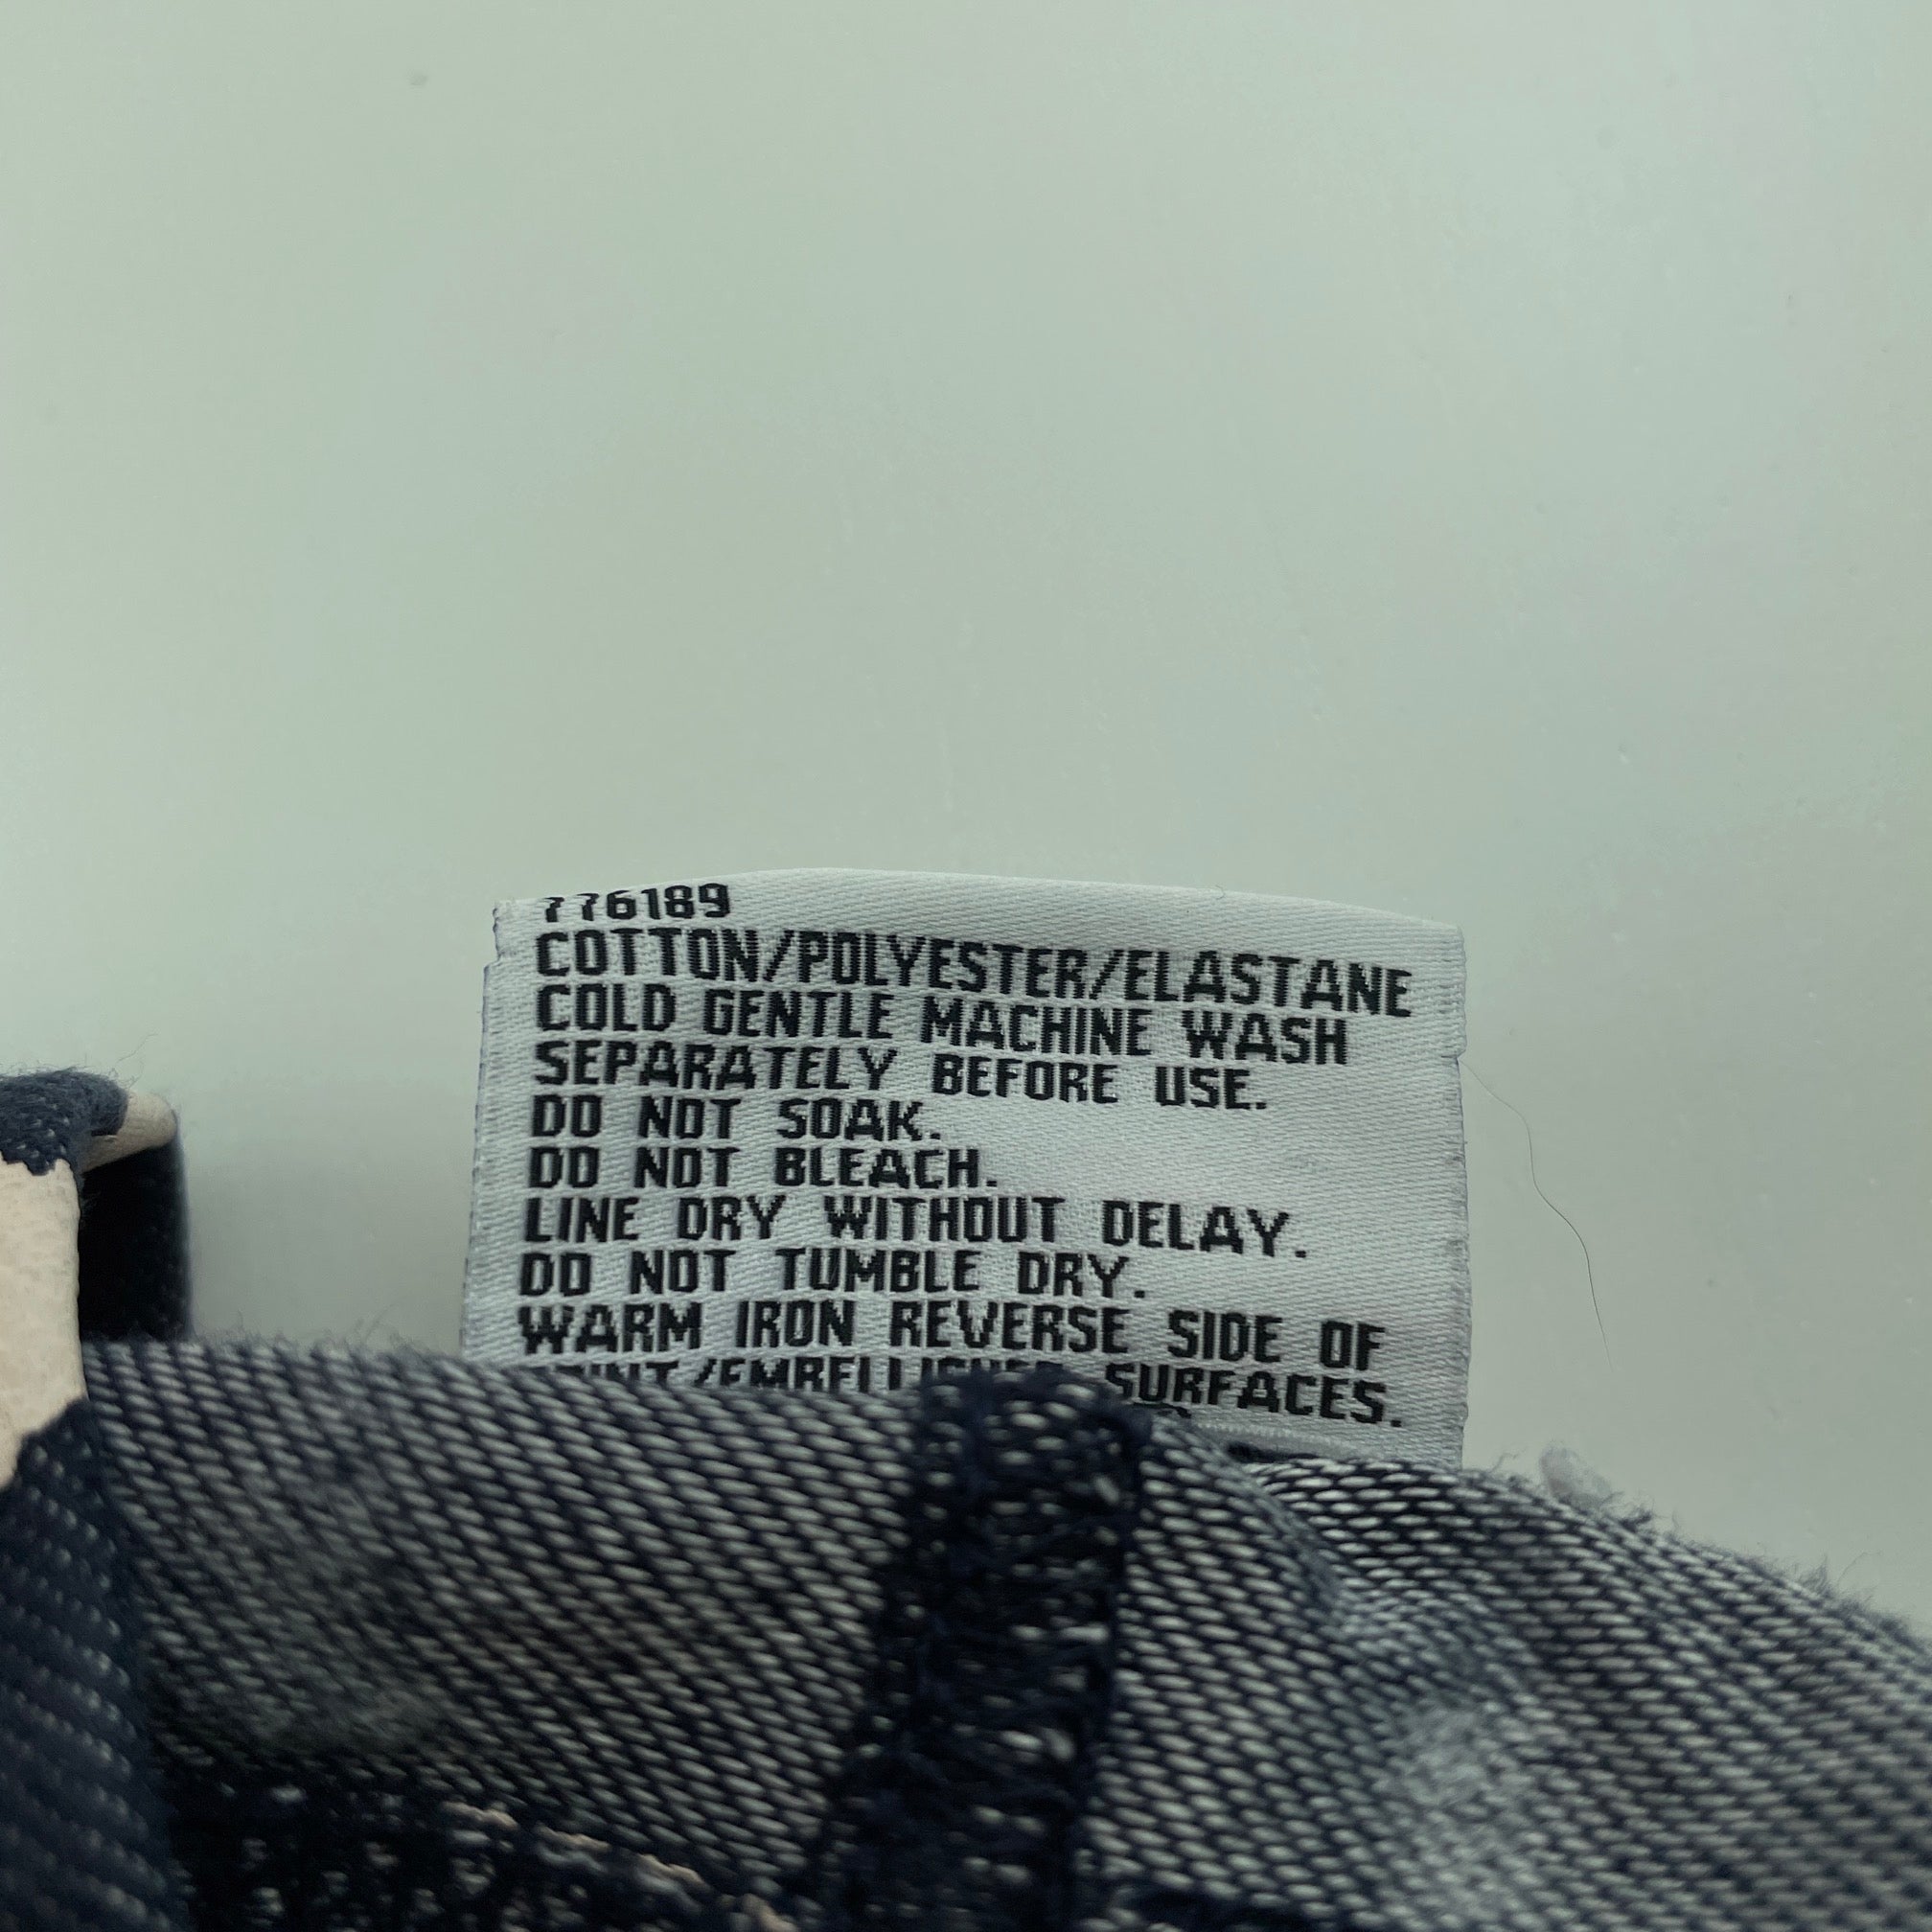 776189
COTTON/POLYESTER/ELASTANE
COLD GENTLE MACHINE WASH
SEPARATELY BEFORE USE.
DO NOT SOAK.
DO NOT BLEACH.
LINE DRY WITHOUT DELAY.
DO NOT TUMBLE DRY.
WARM IRON REVERSE SIDE OF
SURFACES.